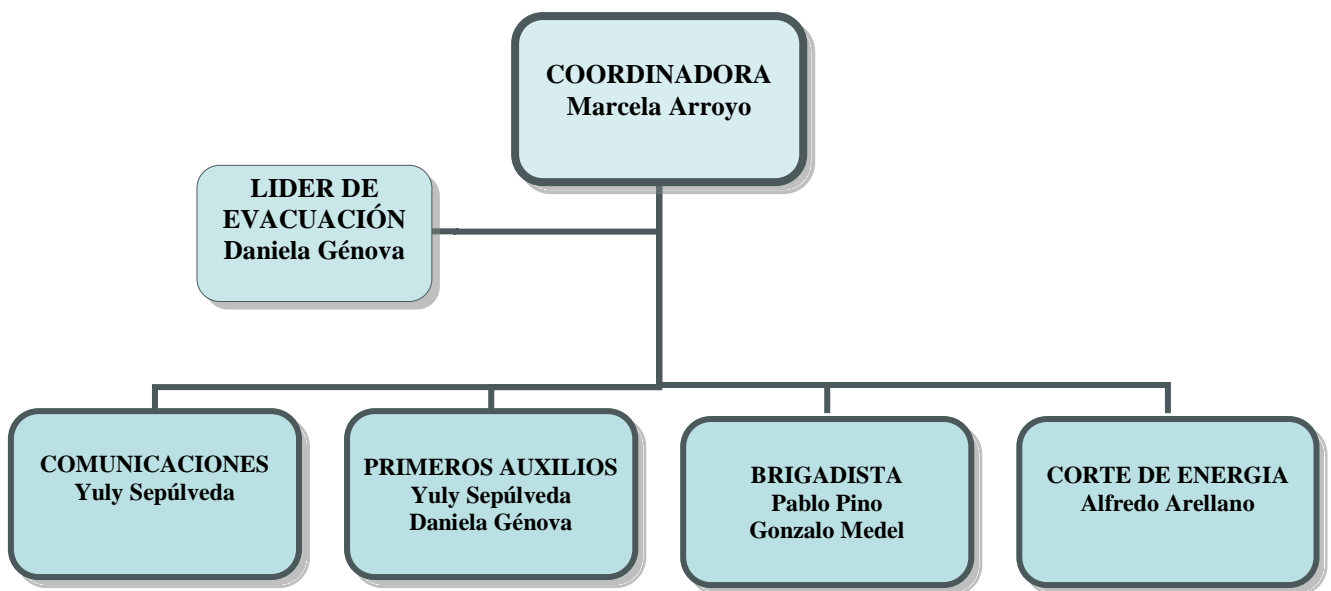 COORDINADORA
Marcela Arroyo
LIDER DE
EVACUACIÓN
Daniela Génova
COMUNICACIONES
Yuly Sepúlveda
PRIMEROS AUXILIOS
Yuly Sepúlveda
Daniela Génova
BRIGADISTA
Pablo Pino
Gonzalo Medel
CORTE DE ENERGIA
Alfredo Arellano